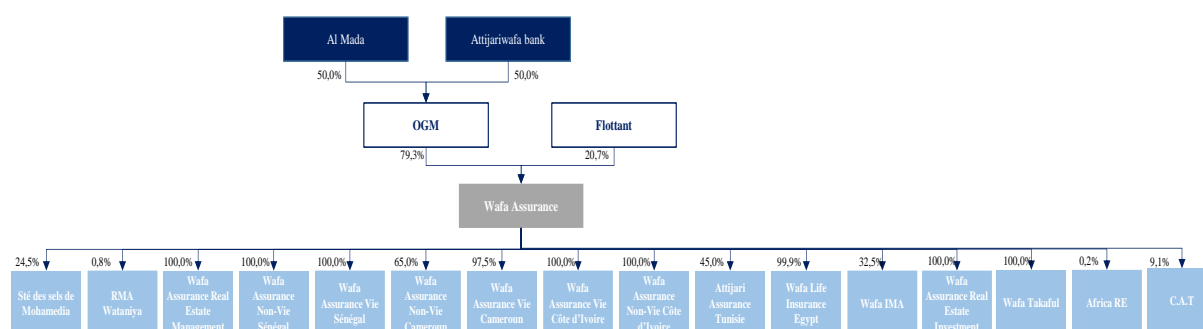 Al Mada
Attijariwafa bank
50,0%
50,0%
OGM
Flottant
79,3%
20,7%
Wafa Assurance
24,5%
0,8%
100,0%
100,0%
100,0%
65,0%
97,5%
100,0%
100,0%
45,0%
99,9%
32,5%
100,0%
100,0%
0,2%
9,1%
Sté des sels de
Mohamedia
RMA
Wataniya
Wafa
Assurance Real
Estate
Management
Wafa
Assurance
Non-Vie
Sénégal
Wafa
Assurance Vie
Sénégal
Wafa
Assurance
Non-Vie
Cameroun
Wafa
Assurance Vie
Cameroun
Wafa
Assurance Vie
Côte d'Ivoire
Wafa
Assurance
Non-Vie Côte
d'Ivoire
Attijari
Assurance
Tunisie
Wafa Life
Insurance
Egypt
Wafa IMA
Wafa
Assurance Real
Estate
Investment
Wafa Takaful
Africa RE
C.A.T